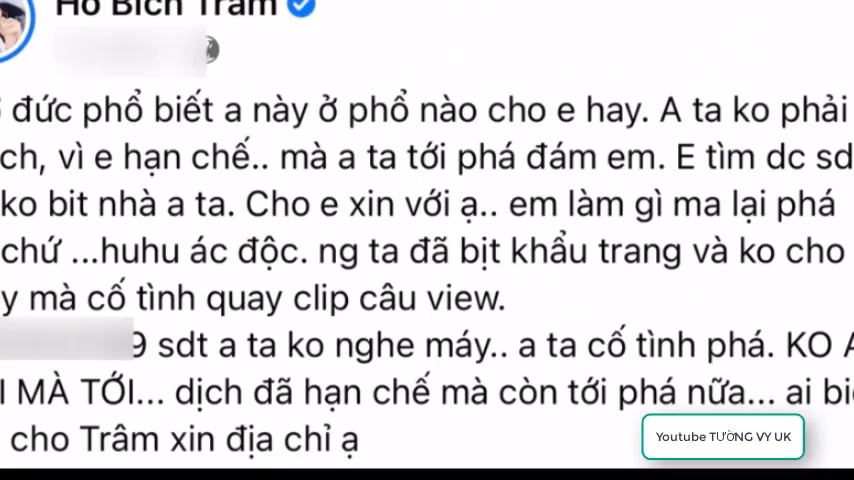 Hồ Bích Trâm
đức phổ biết a này ở phổ nào cho e hay. A ta ko phải
ch, vì e hạn chế.. mà a ta tới phá đám em. E tìm dc sd
ko bit nhà a ta. Cho e xin với ạ.. em làm gì ma lại phá
chứ ...huhu ác độc. ng ta đã bịt khẩu trang và ko cho
y mà cố tình quay clip câu view.
9 sdt a ta ko nghe máy.. a ta cố tình phá. KO A
I MÀ TỚI... dịch đã hạn chế mà còn tới phá nữa... ai bi
cho Trâm xin địa chỉ ạ
Youtube TƯỜNG VY UK